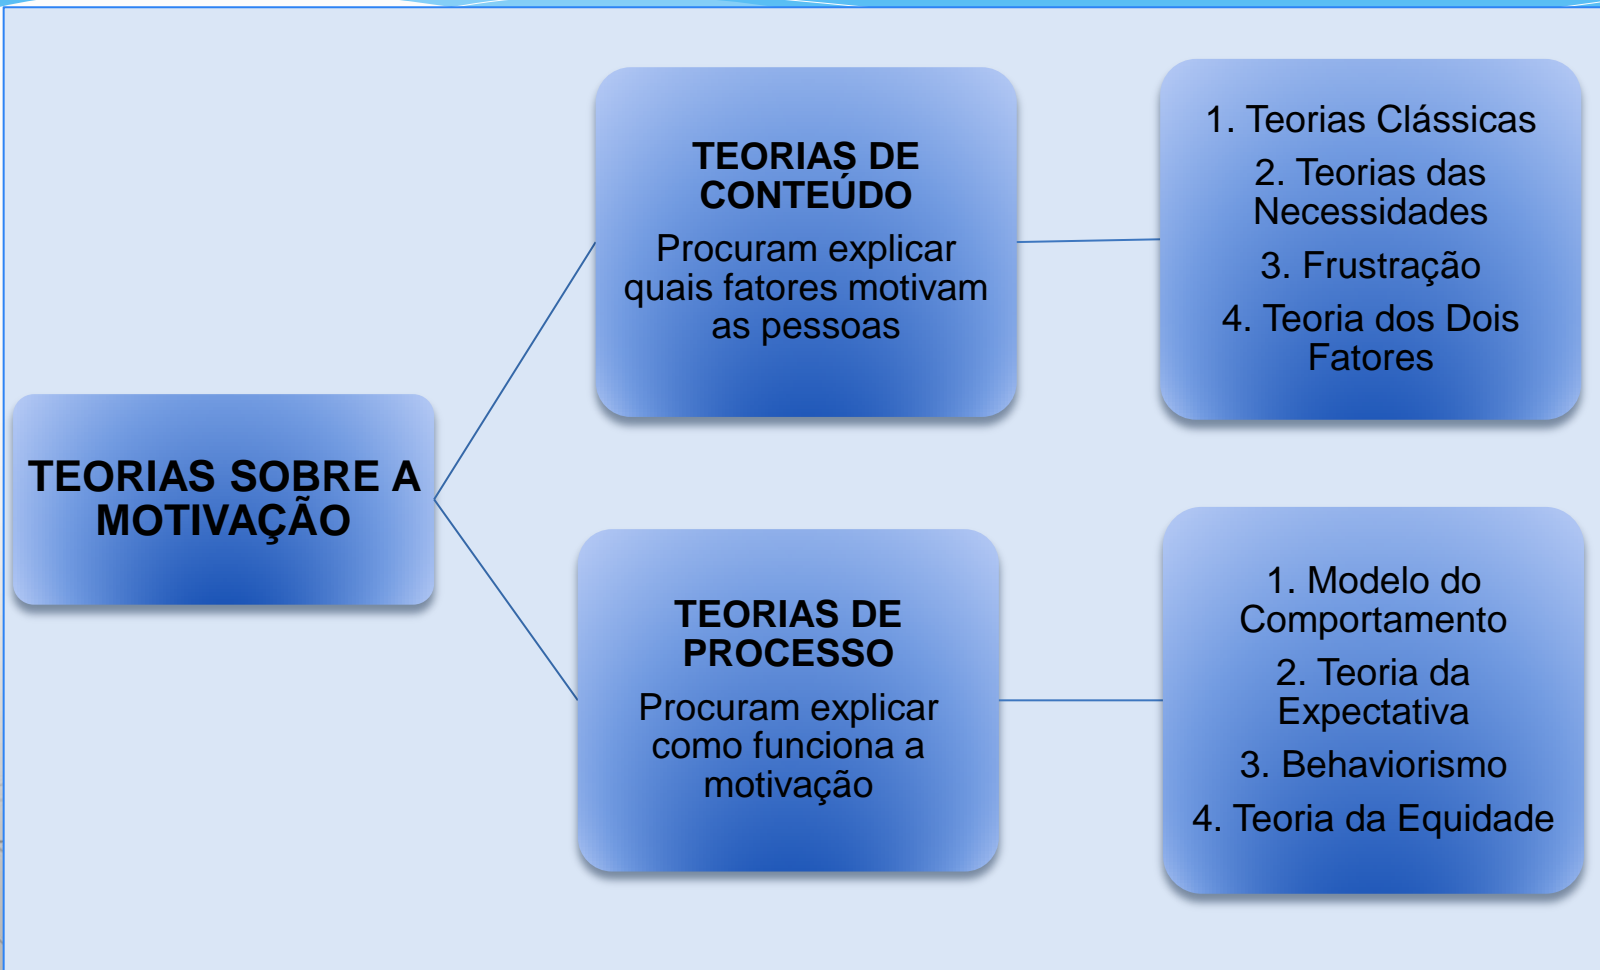 TEORIAS SOBRE A
MOTIVAÇÃO
TEORIAS DE
CONTEÚDO
Procuram explicar
quais fatores motivam
as pessoas
1. Teorias Clássicas
2. Teorias das
Necessidades
3. Frustração
4. Teoria dos Dois
Fatores
TEORIAS DE
PROCESSO
Procuram explicar
como funciona a
motivação
1. Modelo do
Comportamento
2. Teoria da
Expectativa
3. Behaviorismo
4. Teoria da Equidade